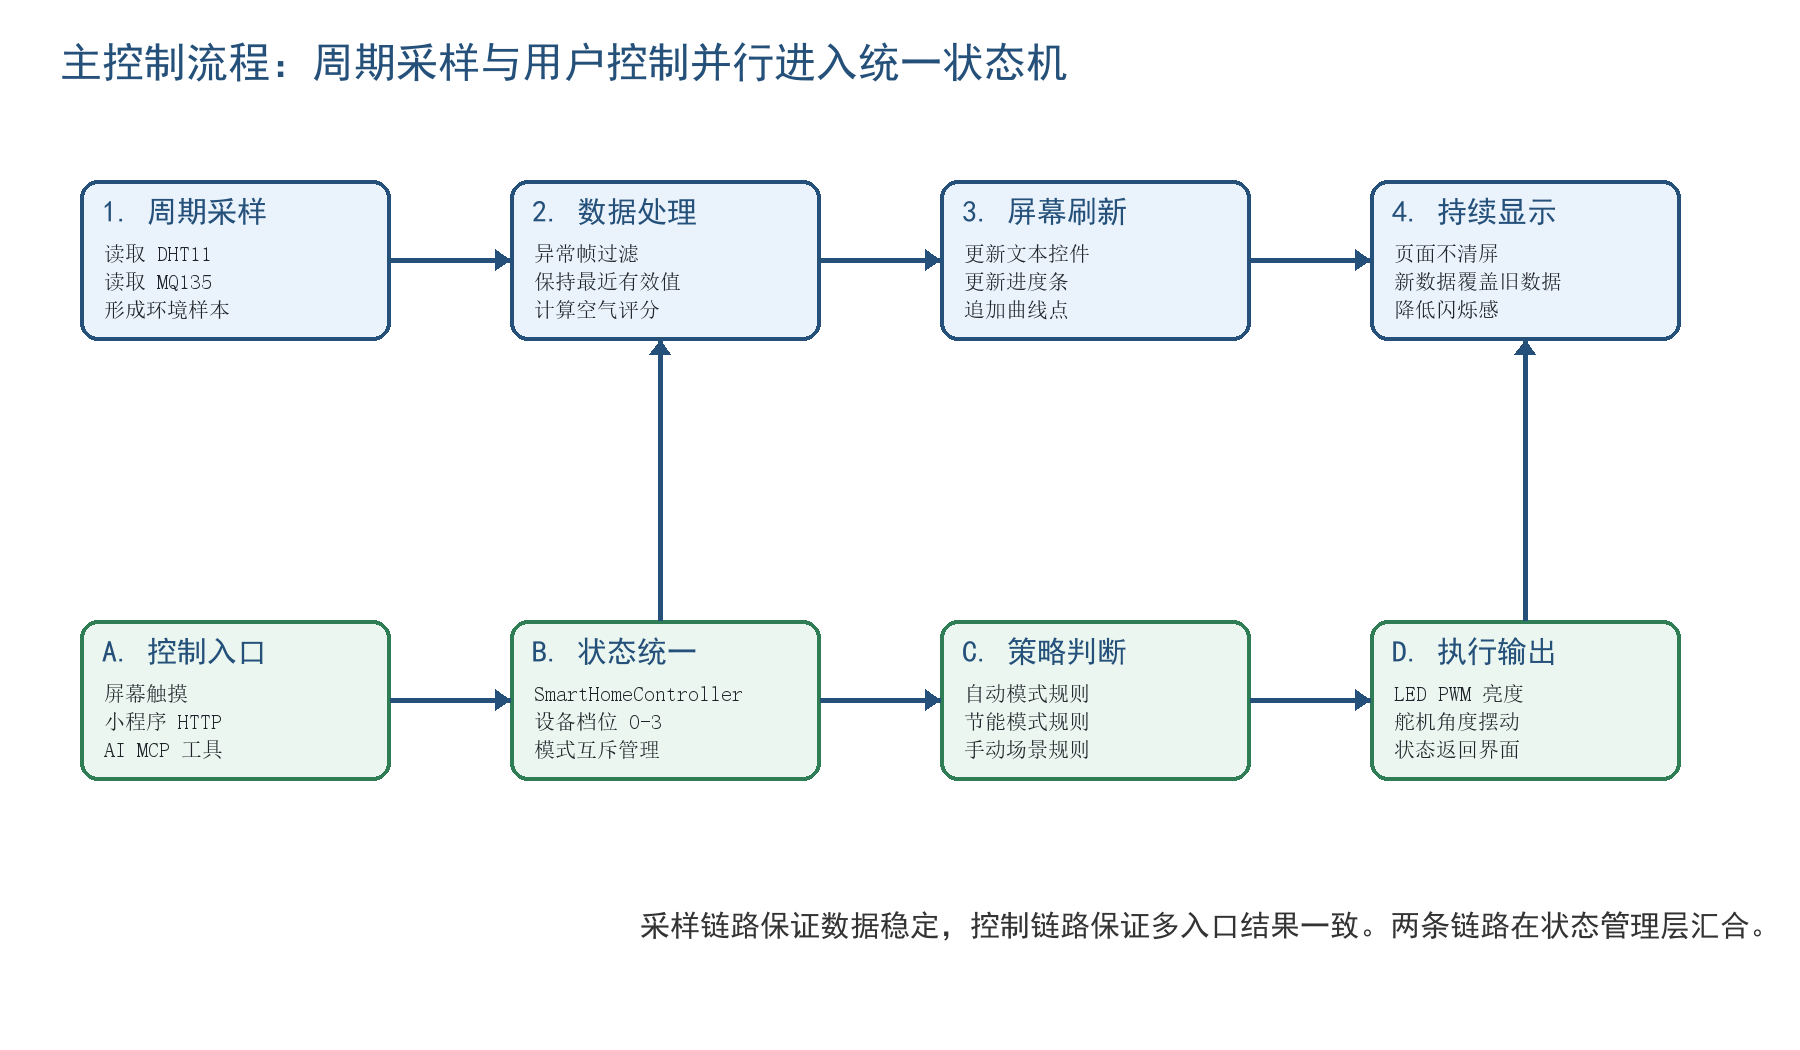 主控制流程：周期采样与用户控制并行进入统一状态机
1. 周期采样
读取 DHT11
读取 MQ135
形成环境样本
2. 数据处理
异常帧过滤
保持最近有效值
计算空气评分
3. 屏幕刷新
更新文本控件
更新进度条
追加曲线点
4. 持续显示
页面不清屏
新数据覆盖旧数据
降低闪烁感
A. 控制入口
屏幕触摸
小程序 HTTP
AI MCP 工具
B. 状态统一
SmartHomeController
设备档位 0-3
模式互斥管理
C. 策略判断
自动模式规则
节能模式规则
手动场景规则
D. 执行输出
LED PWM 亮度
舵机角度摆动
状态返回界面
采样链路保证数据稳定，控制链路保证多入口结果一致。两条链路在状态管理层汇合。